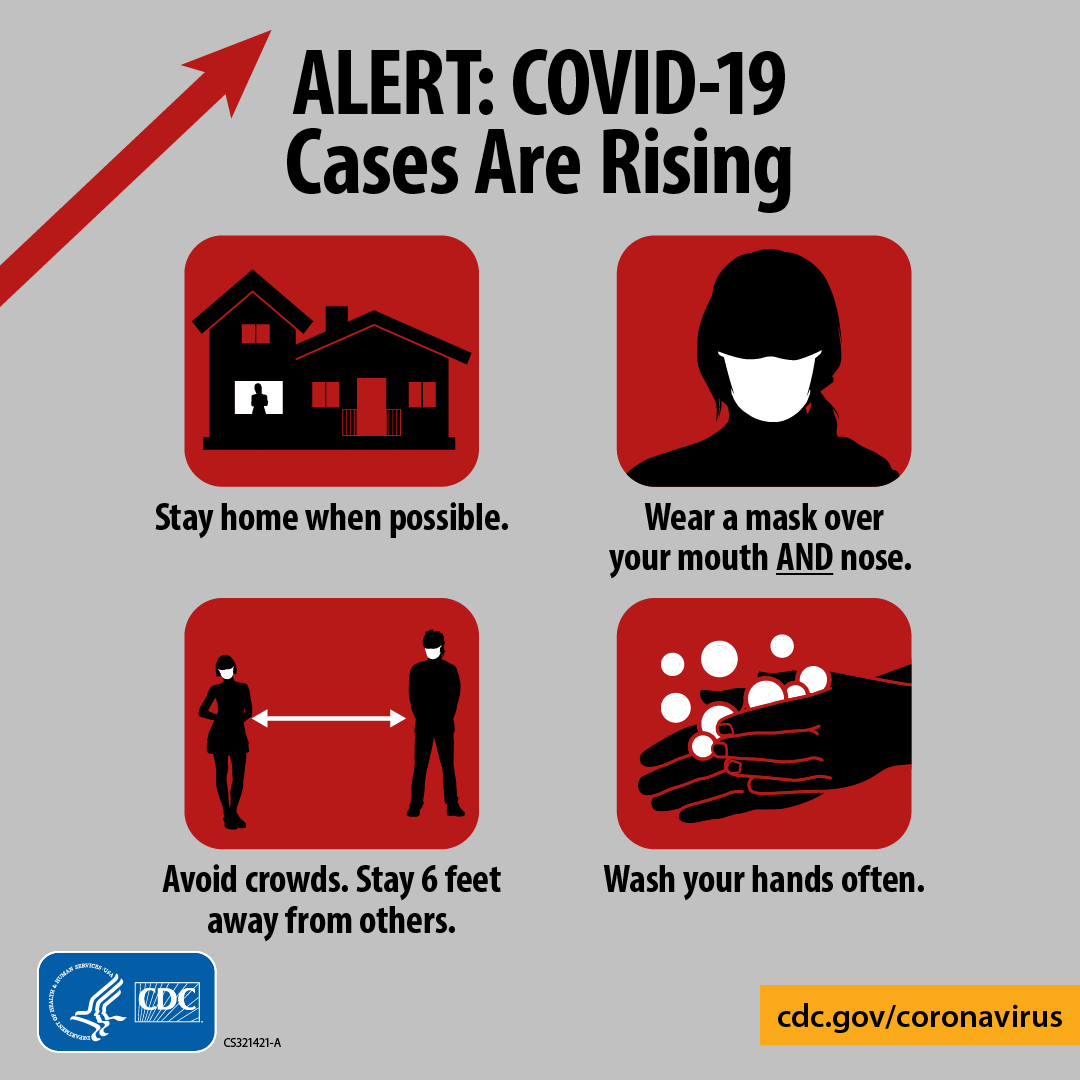 ALERT: COVID-19
Cases Are Rising
Stay home when possible.
Wear a mask over
your mouth AND nose.
Avoid crowds. Stay 6 feet
away from others.
Wash your hands often.
DEPARTMENT OF HEALTH & HUMAN SERVICES·USA
CDC
CS321421-A
cdc.gov/coronavirus